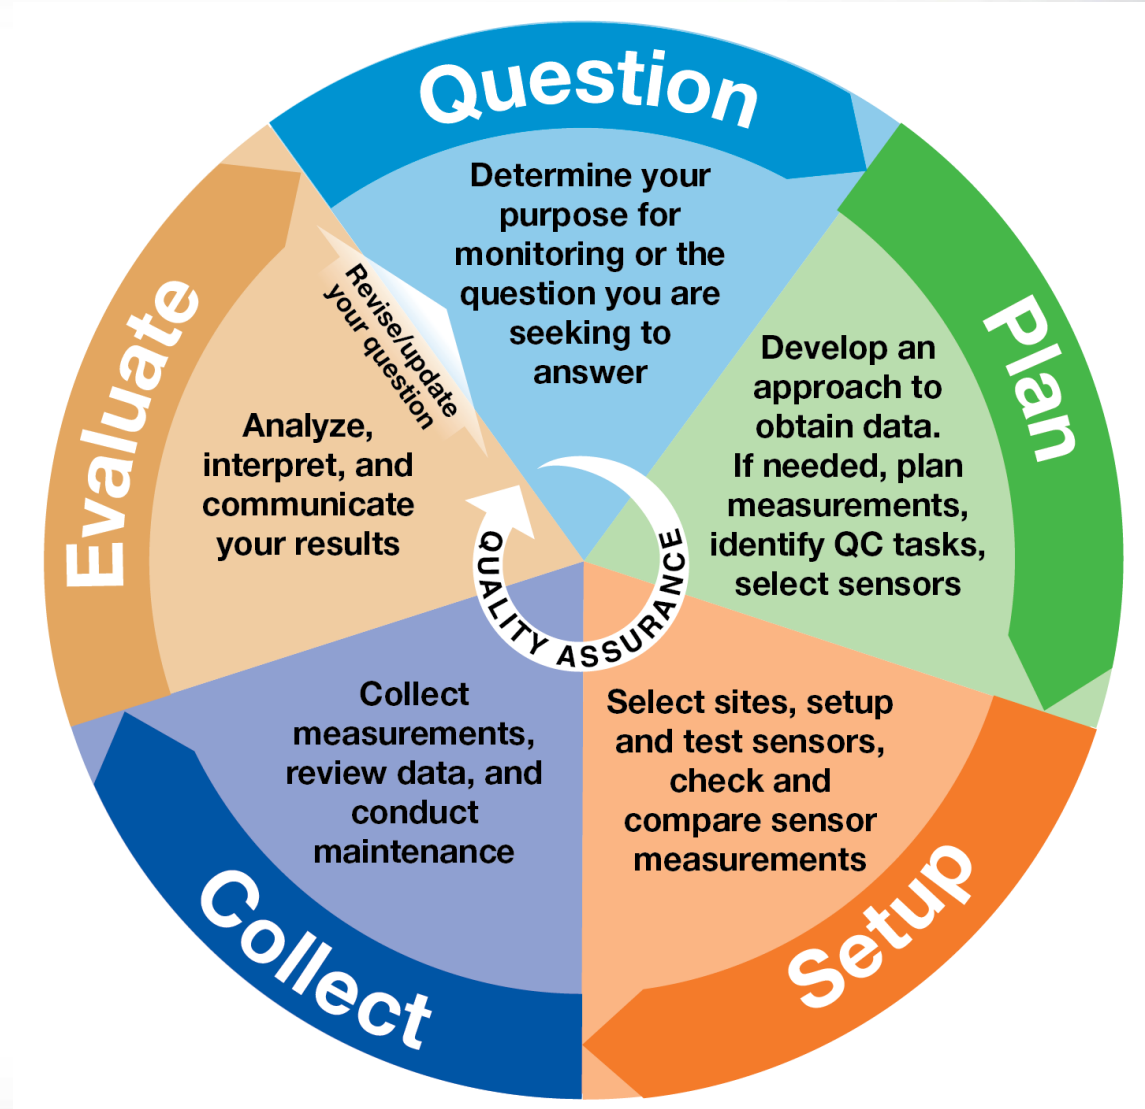 Question
Determine your
purpose for
monitoring or the
question you are
seeking to
answer
Plan
Develop an
approach to
obtain data.
If needed, plan
measurements,
identify QC tasks,
select sensors
Setup
Select sites, setup
and test sensors,
check and
compare sensor
measurements
Collect
Collect
measurements,
review data, and
conduct
maintenance
Evaluate
Analyze,
interpret, and
communicate
your results
Revise/update
your question
QUALITY ASSURANCE